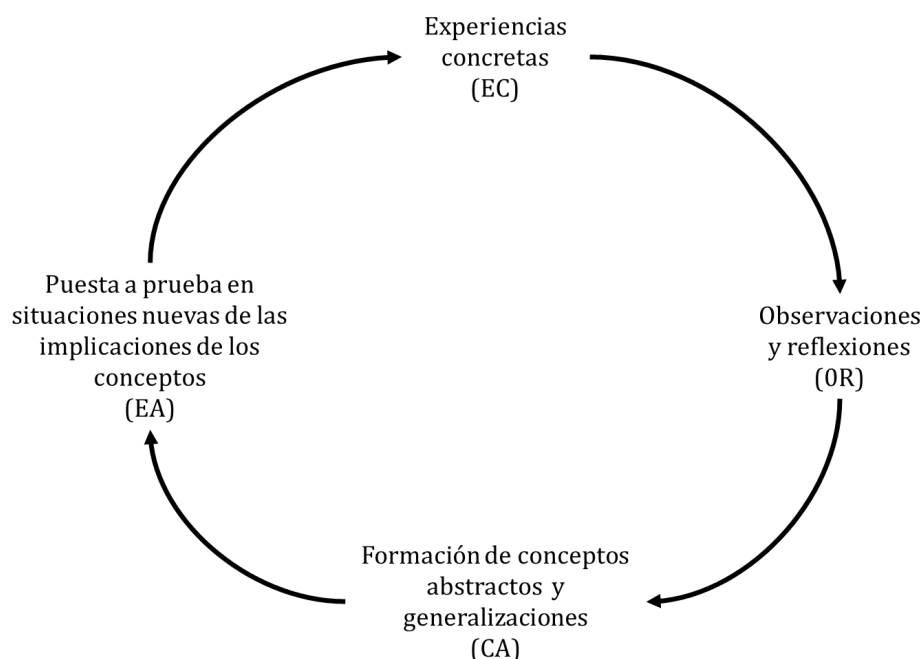 Experiencias
concretas
(EC)
Observaciones
y reflexiones
(0R)
Formación de conceptos
abstractos y
generalizaciones
(CA)
Puesta a prueba en
situaciones nuevas de las
implicaciones de los
conceptos
(EA)